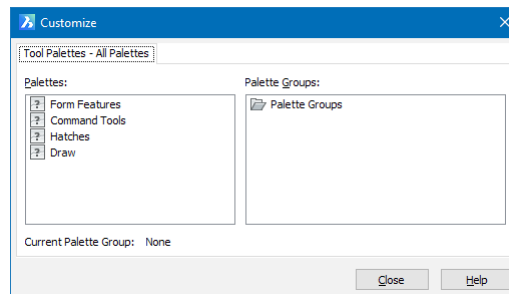 Customize
Tool Palettes - All Palettes
Palettes:
Form Features
Command Tools
Hatches
Draw
Palette Groups:
Palette Groups
Current Palette Group: None
Close
Help